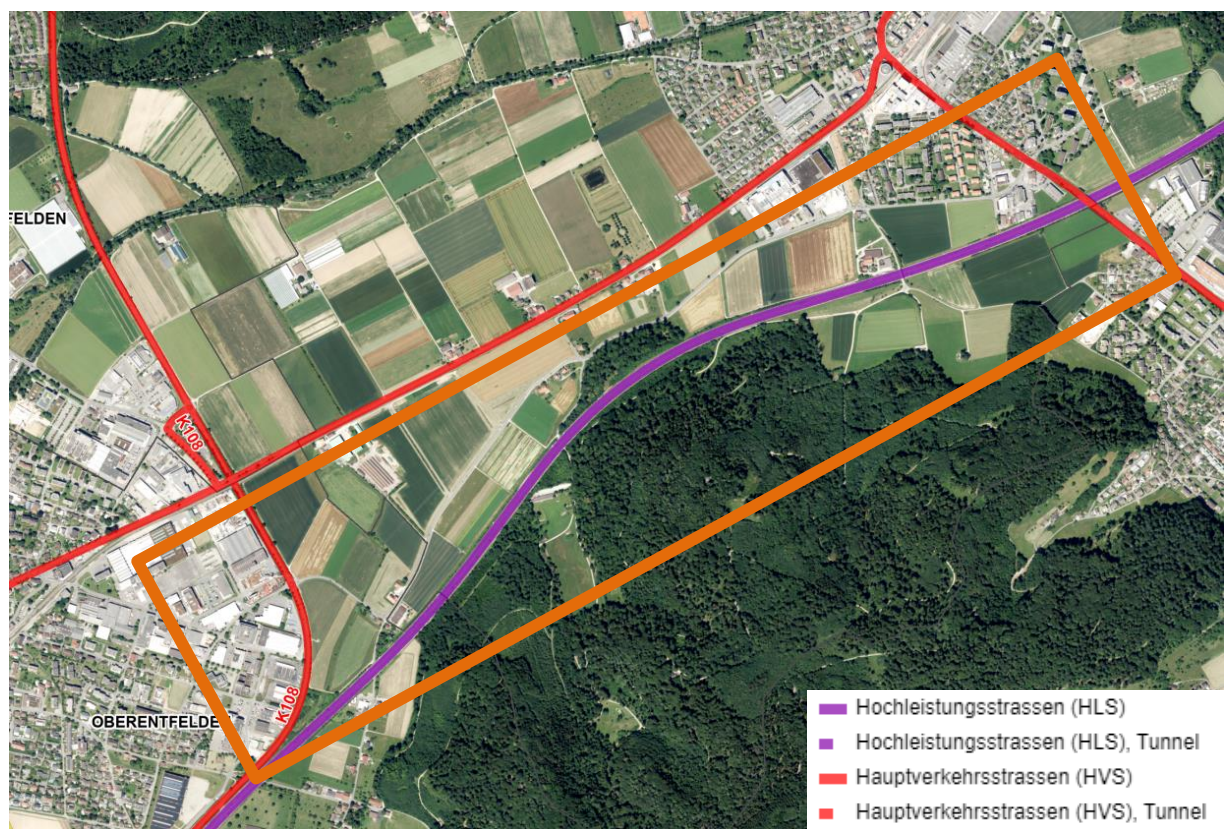 FELDEN
K108
K108
OBERENTFELDEN
Hochleistungsstrassen (HLS)
Hochleistungsstrassen (HLS), Tunnel
Hauptverkehrsstrassen (HVS)
Hauptverkehrsstrassen (HVS), Tunnel